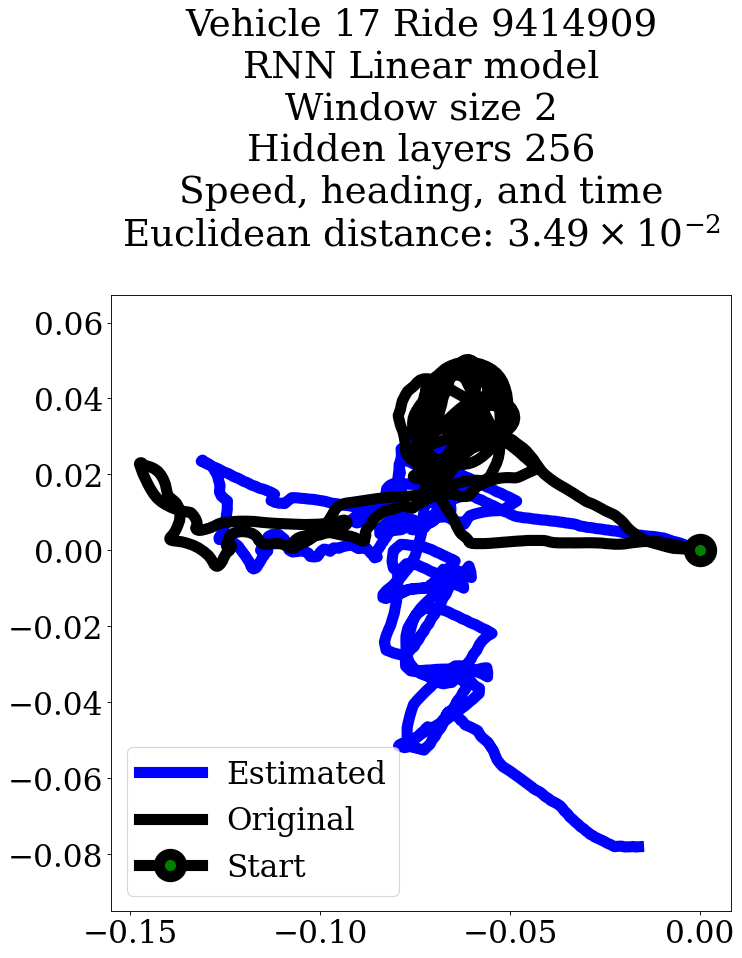 Vehicle 17 Ride 9414909
RNN Linear model
Window size 2
Hidden layers 256
Speed, heading, and time
Euclidean distance: 3.49 × 10⁻²
0.06
0.04
0.02
0.00
−0.02
−0.04
−0.06
−0.08
Estimated
Original
Start
−0.15
−0.10
−0.05
0.00